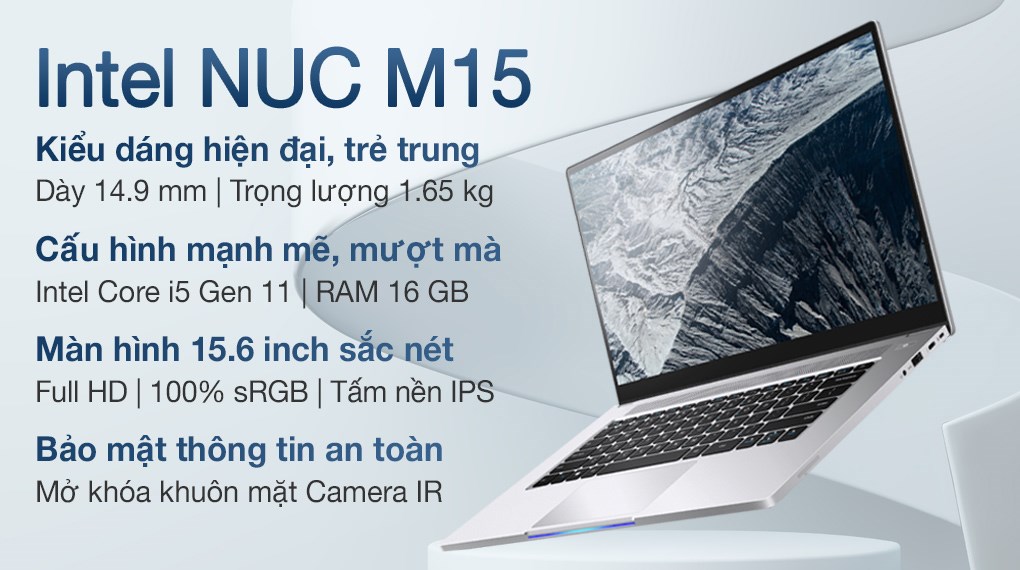 Intel NUC M15
Kiểu dáng hiện đại, trẻ trung
Dày 14.9 mm | Trọng lượng 1.65 kg
Cấu hình mạnh mẽ, mượt mà
Intel Core i5 Gen 11 | RAM 16 GB
Màn hình 15.6 inch sắc nét
Full HD | 100% sRGB | Tấm nền IPS
Bảo mật thông tin an toàn
Mở khóa khuôn mặt Camera IR